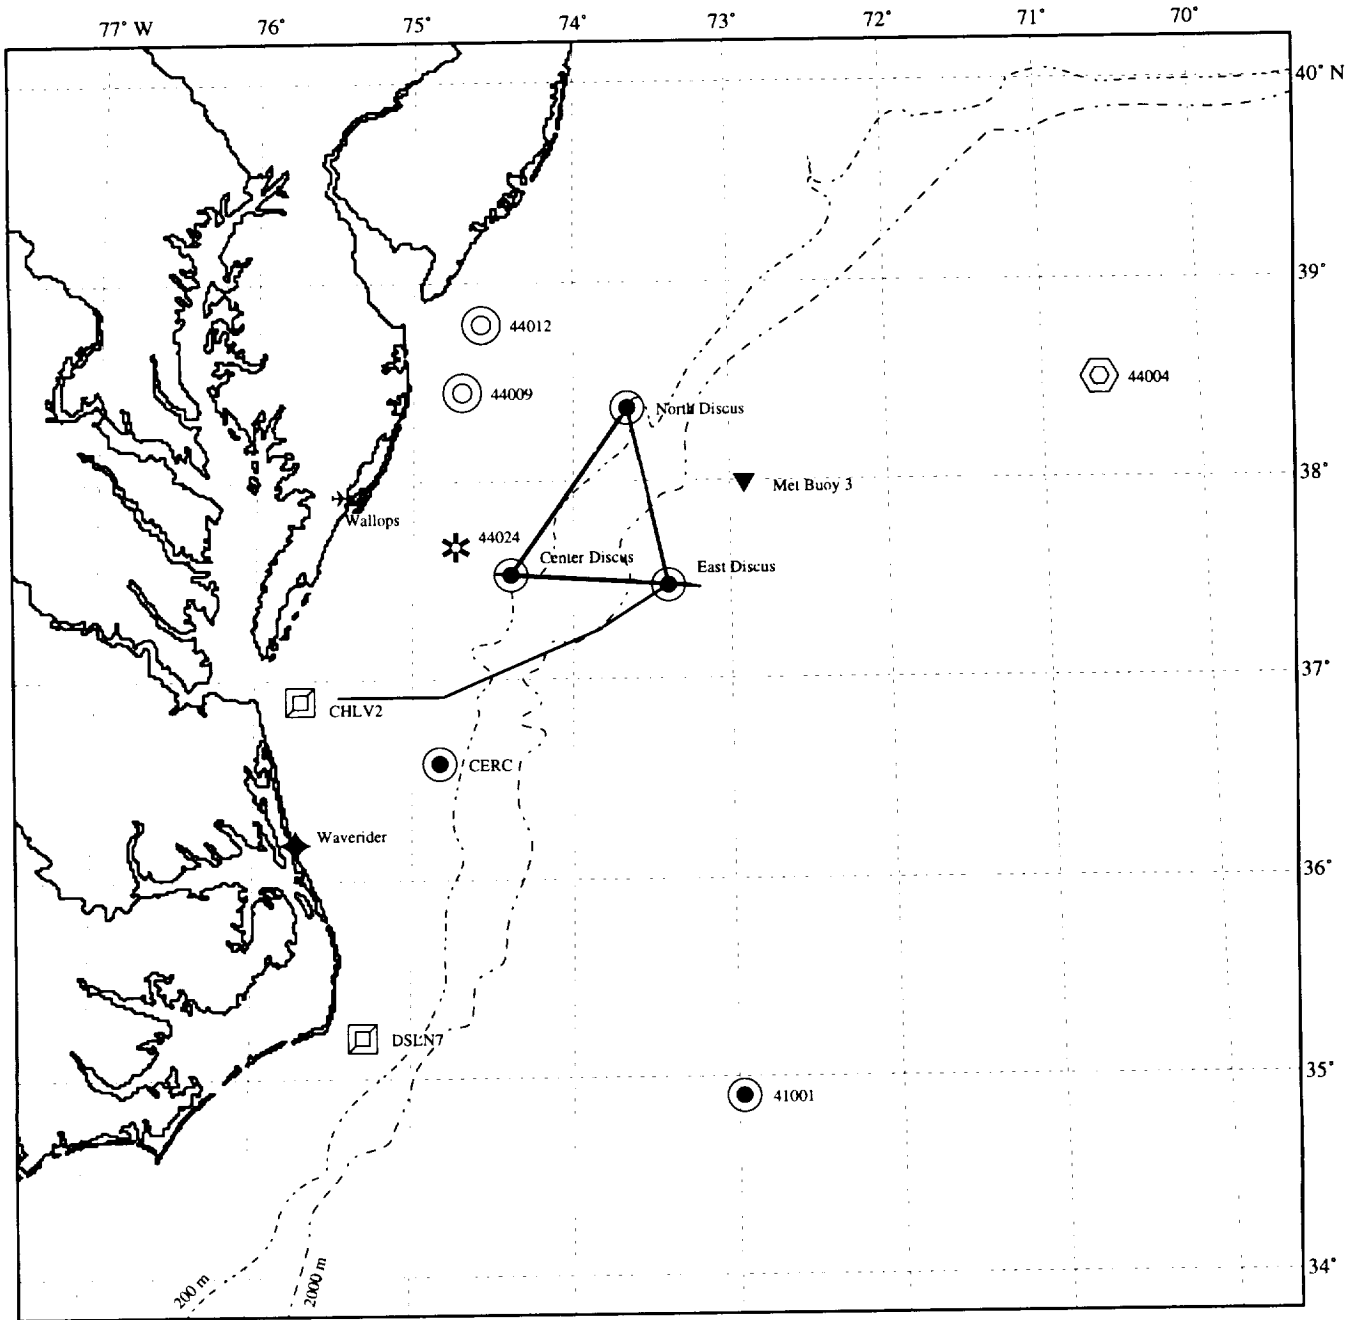 77° W
76°
75°
74°
73°
72°
71°
70°
40° N
39°
44012
44004
44009
North Discus
38°
Met Buoy 3
Wallops
44024
Center Discus
East Discus
37°
CHLV2
CERC
Waverider
36°
35°
DSLN7
41001
34°
200 m
2000 m